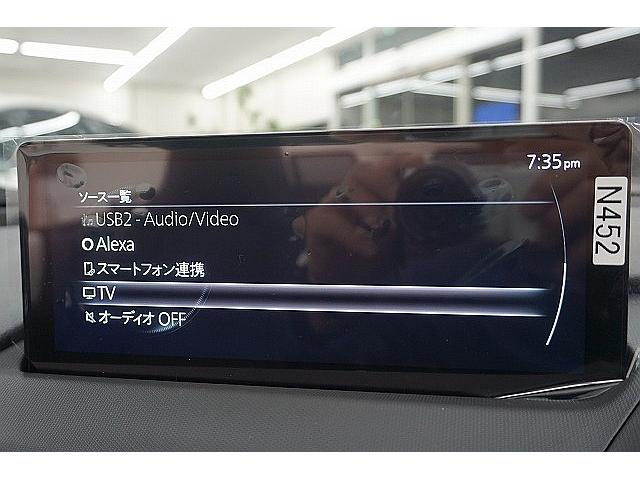 7:35pm
ソース一覧
USB2 - Audio/Video
Alexa
スマートフォン連携
TV
オーディオ OFF
N452